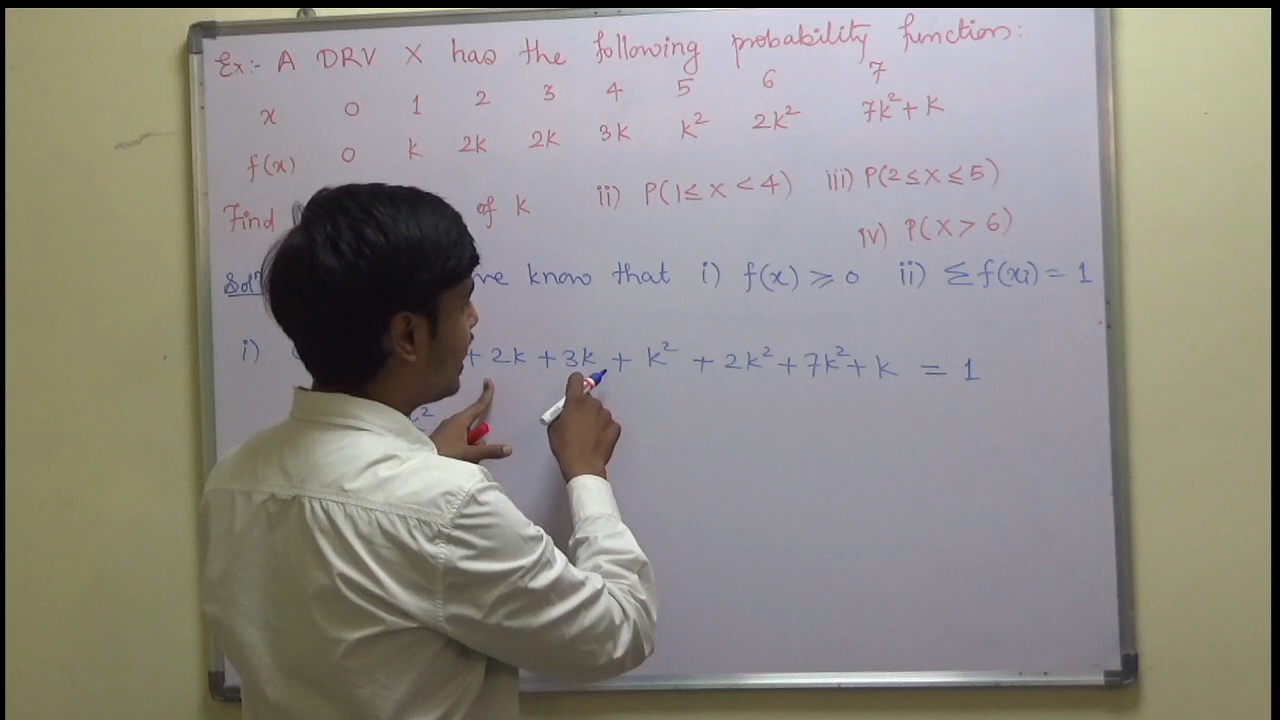 Ex:- A DRV X has the following probability function:
x 0 1 2 3 4 5 6 7
f(x) 0 k 2k 2k 3k k² 2k² 7k²+k
Find of k ii) P(1≤X<4) iii) P(2≤X≤5)
iv) P(X>6)
Solⁿ we know that i) f(x) ≥ 0 ii) Σf(xi) = 1
i) + 2k + 3k + k² + 2k² + 7k² + k = 1